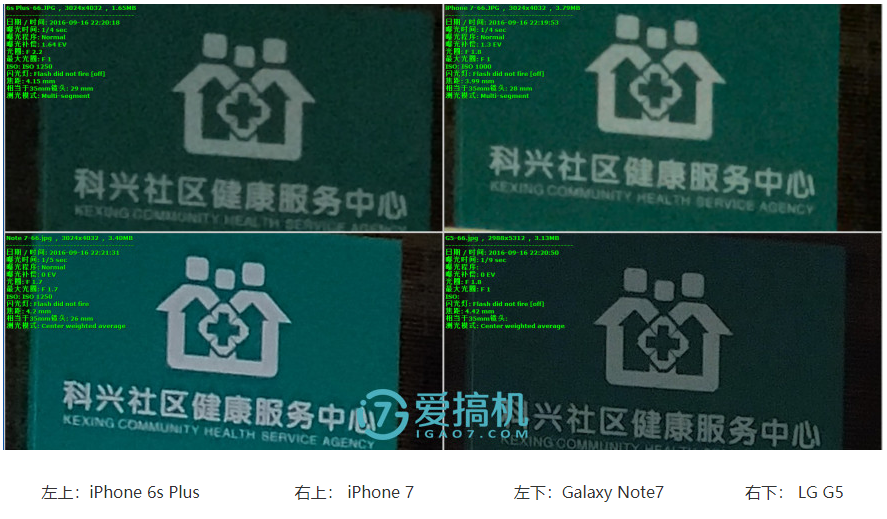 6s Plus-66.JPG , 3024x4032 , 1.65MB
日期 / 时间: 2016-09-16 22:20:18
曝光时间: 1/4 sec
曝光程序: Normal
曝光补偿: 1.64 EV
光圈: F 2.2
最大光圈: F 1
ISO: ISO 1250
闪光灯: Flash did not fire [off]
焦距: 4.15 mm
相当于35mm镜头: 29 mm
测光模式: Multi-segment
科兴社区健康服务中心
KEXING COMMUNITY HEALTH SERVICE AGENCY
iPhone 7-66.JPG , 3024x4032 , 3.79MB
日期 / 时间: 2016-09-16 22:19:53
曝光时间: 1/4 sec
曝光程序: Normal
曝光补偿: 1.3 EV
光圈: F 1.8
最大光圈: F 1
ISO: ISO 1000
闪光灯: Flash did not fire [off]
焦距: 3.99 mm
相当于35mm镜头: 28 mm
测光模式: Multi-segment
科兴社区健康服务中心
KEXING COMMUNITY HEALTH SERVICE AGENCY
Note 7-66.jpg , 3024x4032 , 3.40MB
日期 / 时间: 2016-09-16 22:21:31
曝光时间: 1/5 sec
曝光程序: Normal
曝光补偿: 0 EV
光圈: F 1.7
最大光圈: F 1.7
ISO: ISO 1250
闪光灯: Flash did not fire
焦距: 4.2 mm
相当于35mm镜头: 26 mm
测光模式: Center weighted average
科兴社区健康服务中心
KEXING COMMUNITY HEALTH SERVICE AGENCY
G5-66.jpg , 2988x5312 , 3.13MB
日期 / 时间: 2016-09-16 22:20:50
曝光时间: 1/9 sec
曝光程序:
曝光补偿: 0 EV
光圈: F 1.8
最大光圈: F 1
ISO:
闪光灯: Flash did not fire [off]
焦距: 4.42 mm
相当于35mm镜头:
测光模式: Center weighted average
科兴社区健康服务中心
KEXING COMMUNITY HEALTH SERVICE AGENCY
i7G 爱搞机
IGAO7.COM
左上：iPhone 6s Plus 右上： iPhone 7 左下：Galaxy Note7 右下： LG G5